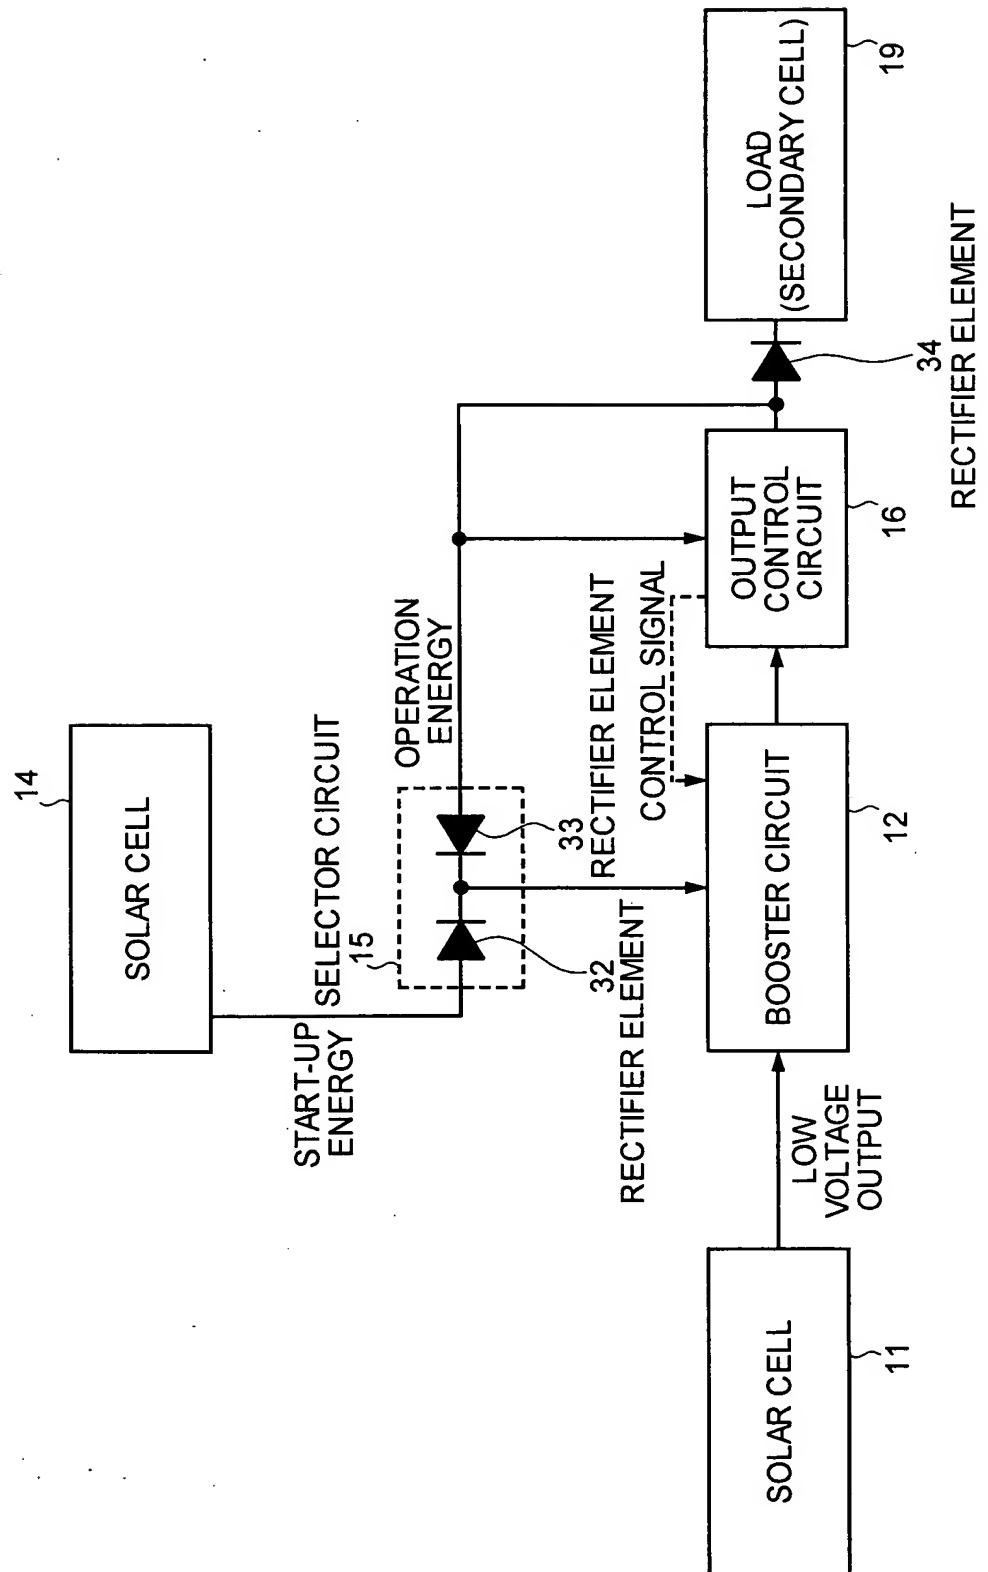 14
SOLAR CELL
START-UP
ENERGY
SELECTOR CIRCUIT
15
OPERATION
ENERGY
32
RECTIFIER ELEMENT
33
RECTIFIER ELEMENT
CONTROL SIGNAL
SOLAR CELL
11
LOW
VOLTAGE
OUTPUT
BOOSTER CIRCUIT
12
OUTPUT
CONTROL
CIRCUIT
16
34
RECTIFIER ELEMENT
LOAD
(SECONDARY CELL)
19